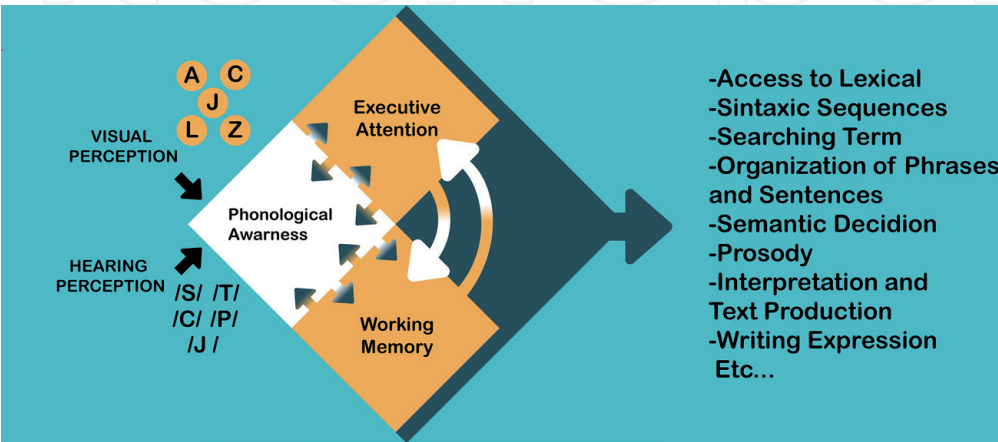 A C
J
L Z
VISUAL
PERCEPTION
HEARING
PERCEPTION
/S/ /T/
/C/ /P/
/J /
Phonological
Awarness
Executive
Attention
Working
Memory
-Access to Lexical
-Sintaxic Sequences
-Searching Term
-Organization of Phrases
and Sentences
-Semantic Decidion
-Prosody
-Interpretation and
Text Production
-Writing Expression
Etc...